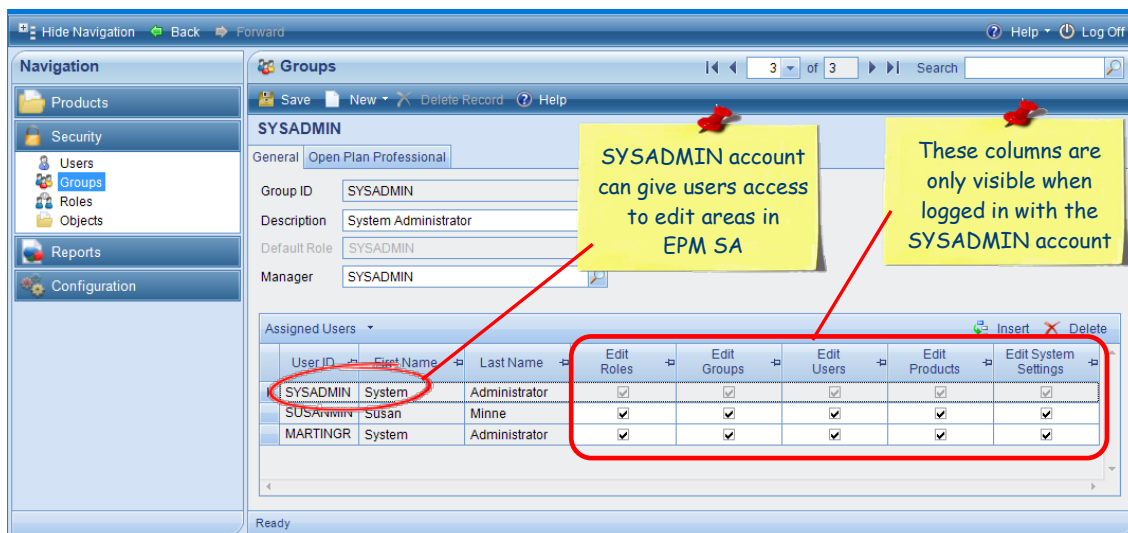 Hide Navigation Back Forward Help Log Off
Navigation
Products
Security
Users
Groups
Roles
Objects
Reports
Configuration
Groups 3 of 3 Search
Save New Delete Record Help
SYSADMIN
General Open Plan Professional
Group ID SYSADMIN
Description System Administrator
Default Role SYSADMIN
Manager SYSADMIN
SYSADMIN account
can give users access
to edit areas in
EPM SA
These columns are
only visible when
logged in with the
SYSADMIN account
Assigned Users Insert Delete
User ID First Name Last Name Edit Roles Edit Groups Edit Users Edit Products Edit System Settings
SYSADMIN System Administrator
SUSANMIN Susan Minne
MARTINGR System Administrator
Ready